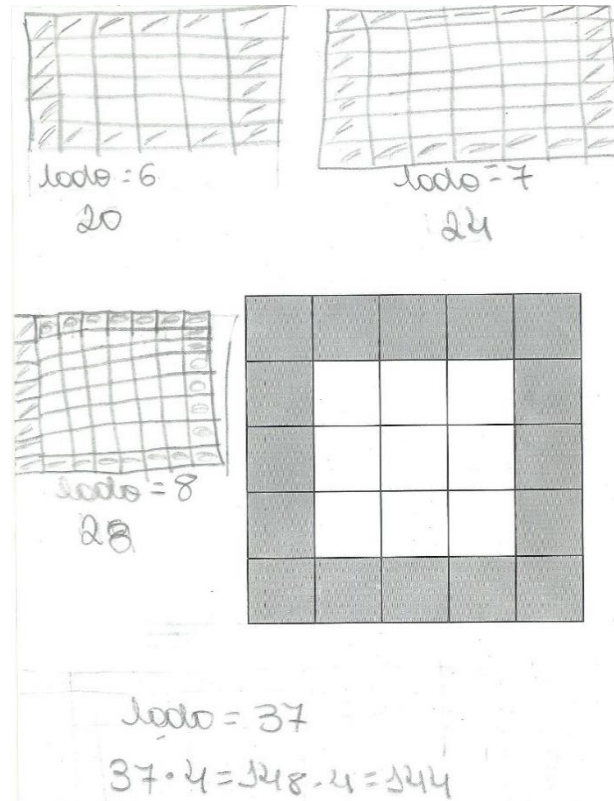 lado = 6
20
lado = 7
24
lado = 8
28
lado = 37
37 · 4 = 148 - 4 = 144